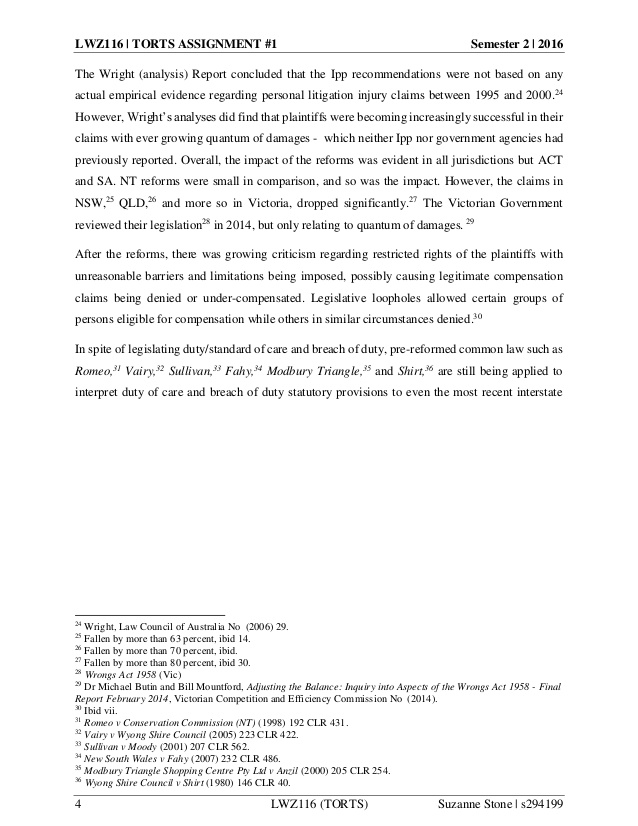 LWZ116 | TORTS ASSIGNMENT #1 Semester 2 | 2016
The Wright (analysis) Report concluded that the Ipp recommendations were not based on any
actual empirical evidence regarding personal litigation injury claims between 1995 and 2000.24
However, Wright's analyses did find that plaintiffs were becoming increasingly successful in their
claims with ever growing quantum of damages - which neither Ipp nor government agencies had
previously reported. Overall, the impact of the reforms was evident in all jurisdictions but ACT
and SA. NT reforms were small in comparison, and so was the impact. However, the claims in
NSW,25 QLD,26 and more so in Victoria, dropped significantly.27 The Victorian Government
reviewed their legislation28 in 2014, but only relating to quantum of damages. 29
After the reforms, there was growing criticism regarding restricted rights of the plaintiffs with
unreasonable barriers and limitations being imposed, possibly causing legitimate compensation
claims being denied or under-compensated. Legislative loopholes allowed certain groups of
persons eligible for compensation while others in similar circumstances denied.30
In spite of legislating duty/standard of care and breach of duty, pre-reformed common law such as
Romeo,31 Vairy,32 Sullivan,33 Fahy,34 Modbury Triangle,35 and Shirt,36 are still being applied to
interpret duty of care and breach of duty statutory provisions to even the most recent interstate
24 Wright, Law Council of Australia No (2006) 29.
25 Fallen by more than 63 percent, ibid 14.
26 Fallen by more than 70 percent, ibid.
27 Fallen by more than 80 percent, ibid 30.
28 Wrongs Act 1958 (Vic)
29 Dr Michael Butin and Bill Mountford, Adjusting the Balance: Inquiry into Aspects of the Wrongs Act 1958 - Final
Report February 2014, Victorian Competition and Efficiency Commission No (2014).
30 Ibid vii.
31 Romeo v Conservation Commission (NT) (1998) 192 CLR 431.
32 Vairy v Wyong Shire Council (2005) 223 CLR 422.
33 Sullivan v Moody (2001) 207 CLR 562.
34 New South Wales v Fahy (2007) 232 CLR 486.
35 Modbury Triangle Shopping Centre Pty Ltd v Anzil (2000) 205 CLR 254.
36 Wyong Shire Council v Shirt (1980) 146 CLR 40.
4 LWZ116 (TORTS) Suzanne Stone | s294199